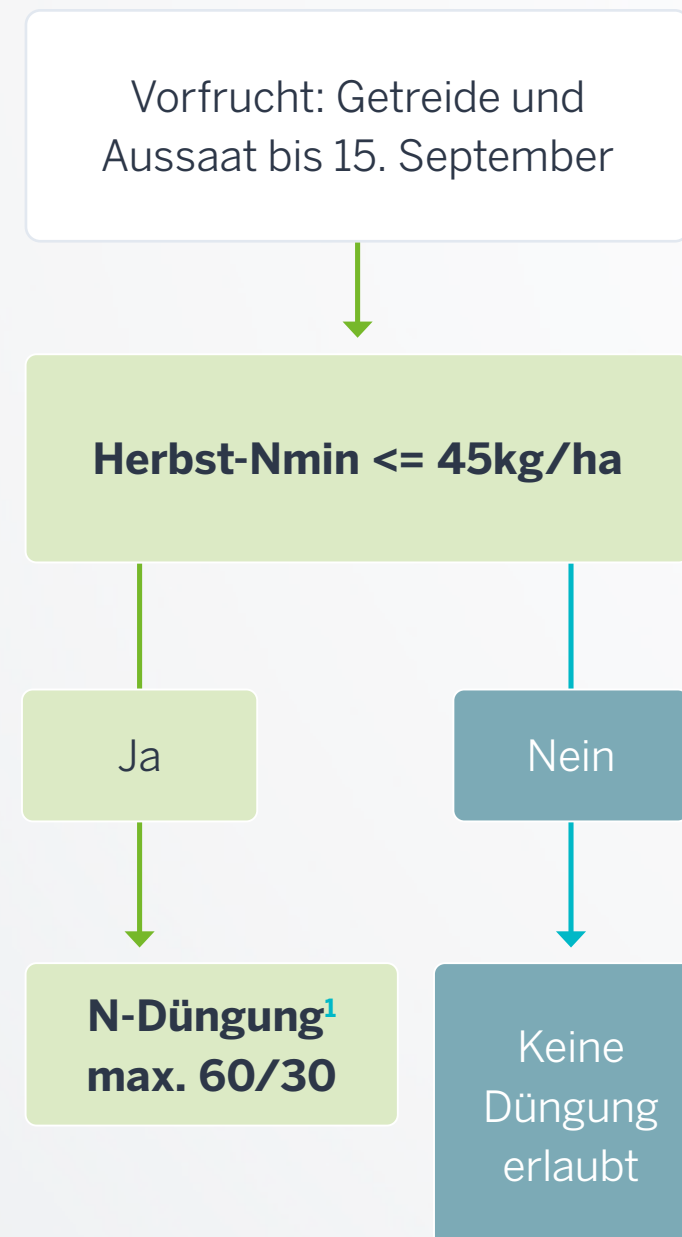 Vorfrucht: Getreide und
Aussaat bis 15. September
Herbst-Nmin <= 45kg/ha
Ja
Nein
N-Düngung¹
max. 60/30
Keine
Düngung
erlaubt